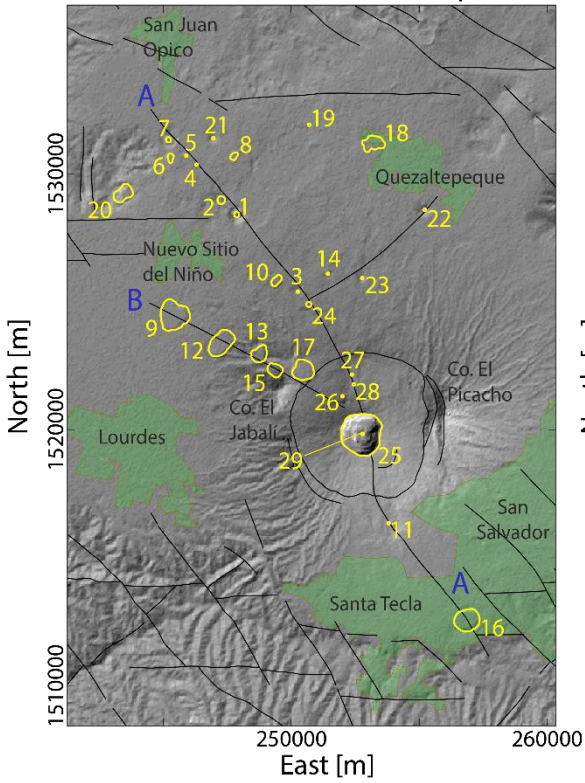 San Juan
Opico
A
7
5
21
19
18
6
4
8
Quezaltepeque
20
2
1
22
Nuevo Sitio
del Niño
10
3
14
23
B
24
9
12
13
17
15
27
28
26
Co. El
Picacho
Co. El
Jabalí
Lourdes
29
25
San
Salvador
11
A
Santa Tecla
16
North [m]
1530000
1520000
1510000
250000
260000
East [m]